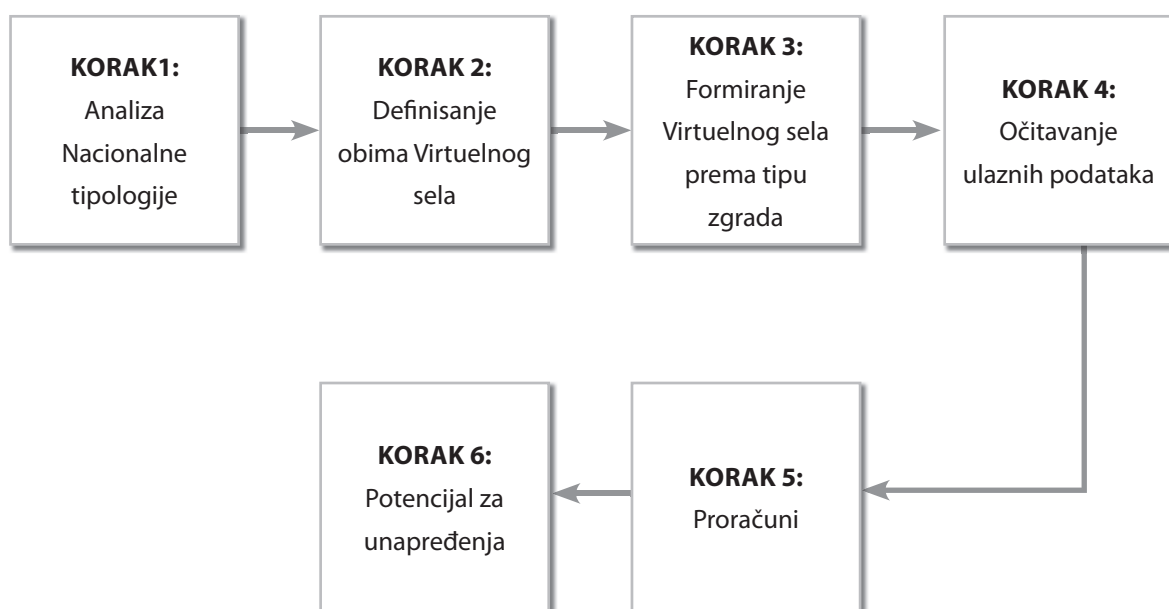 KORAK1:
Analiza
Nacionalne
tipologije
KORAK 2:
Definisanje
obima Virtuelnog
sela
KORAK 3:
Formiranje
Virtuelnog sela
prema tipu
zgrada
KORAK 4:
Očitavanje
ulaznih podataka
KORAK 5:
Proračuni
KORAK 6:
Potencijal za
unapređenja